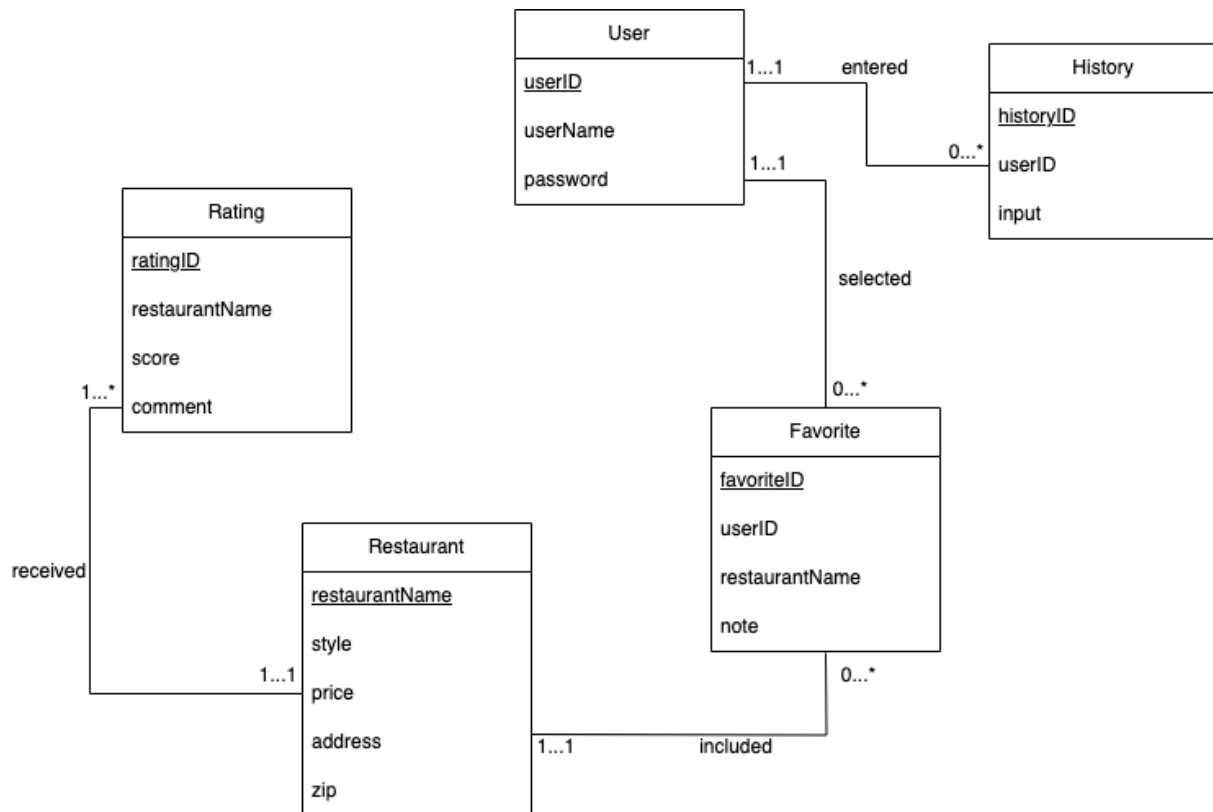 User
userID
userName
password
1...1
entered
0...*
History
historyID
userID
input
1...1
selected
0...*
Rating
ratingID
restaurantName
score
comment
1...*
received
1...1
Restaurant
restaurantName
style
price
address
zip
1...1
included
0...*
Favorite
favoriteID
userID
restaurantName
note